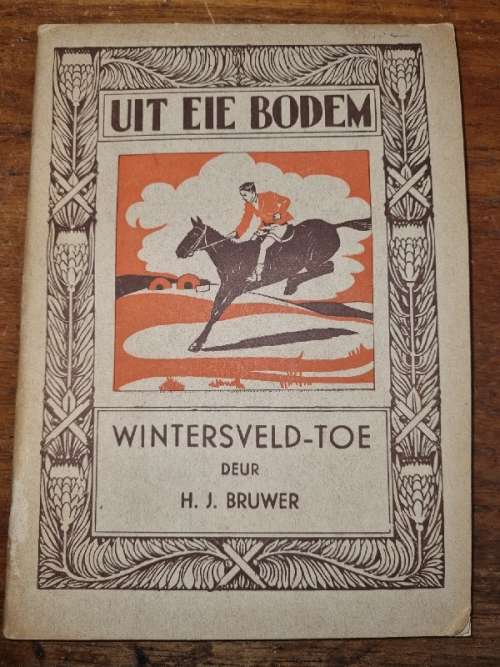 UIT EIE BODEM
WINTERSVELD-TOE
DEUR
H. J. BRUWER